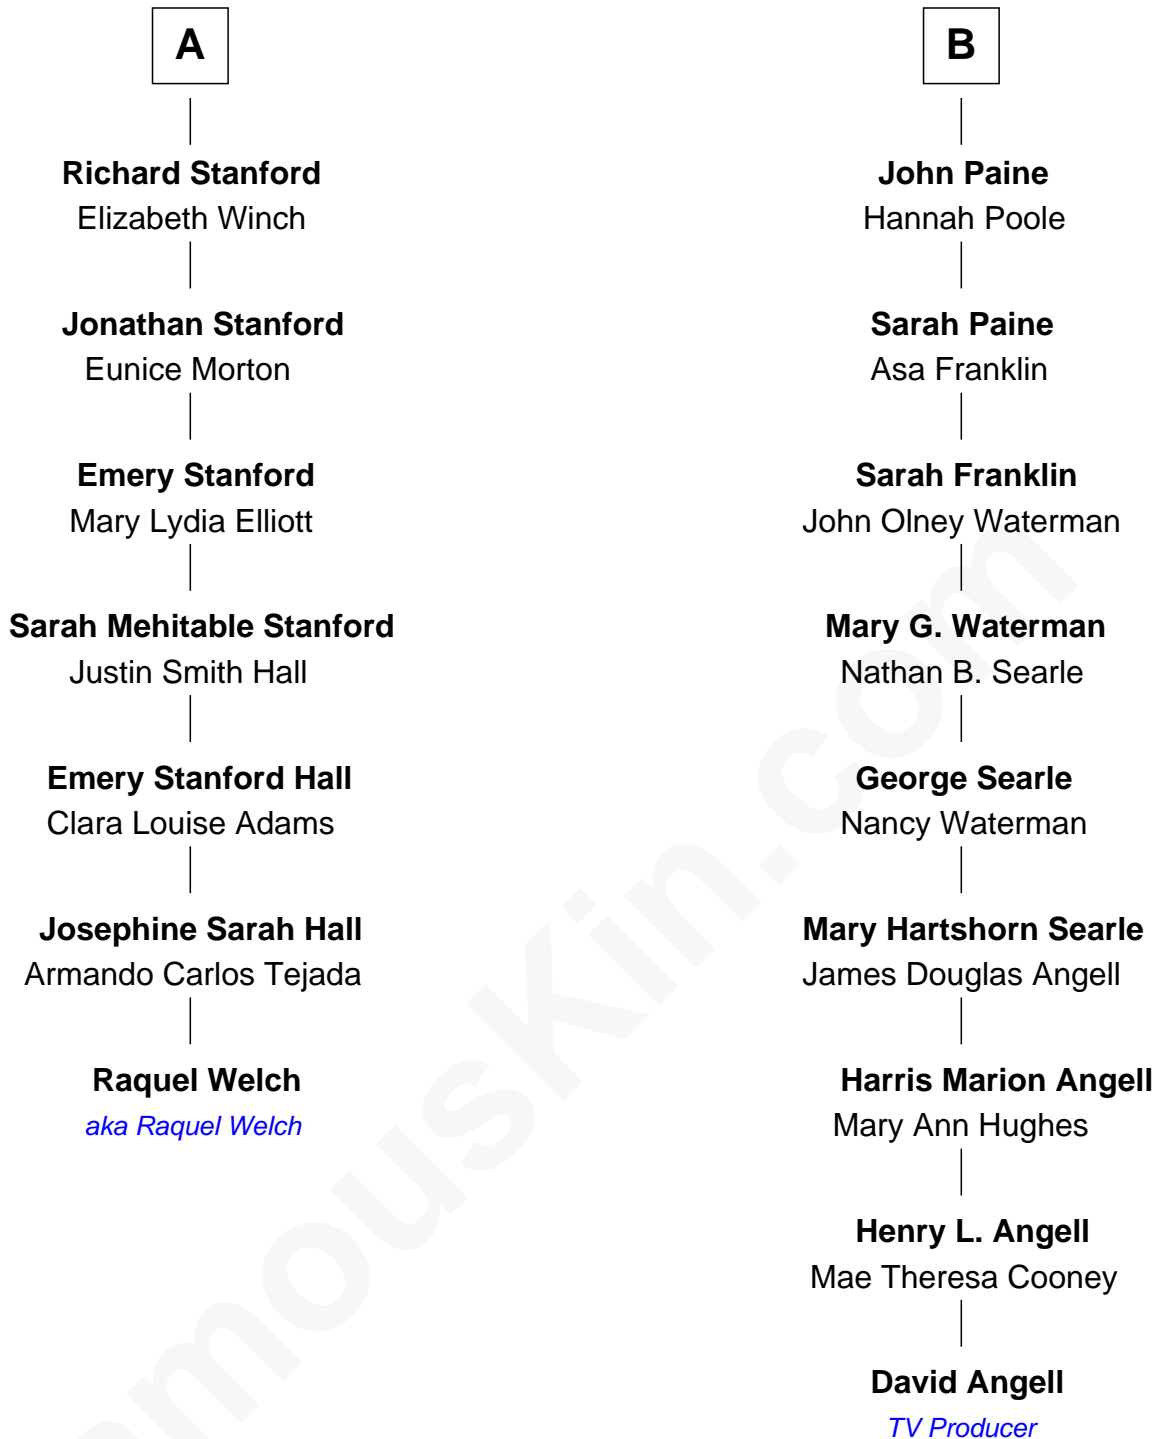 A
Richard Stanford
Elizabeth Winch
Jonathan Stanford
Eunice Morton
Emery Stanford
Mary Lydia Elliott
Sarah Mehitable Stanford
Justin Smith Hall
Emery Stanford Hall
Clara Louise Adams
Josephine Sarah Hall
Armando Carlos Tejada
Raquel Welch
aka Raquel Welch
B
John Paine
Hannah Poole
Sarah Paine
Asa Franklin
Sarah Franklin
John Olney Waterman
Mary G. Waterman
Nathan B. Searle
George Searle
Nancy Waterman
Mary Hartshorn Searle
James Douglas Angell
Harris Marion Angell
Mary Ann Hughes
Henry L. Angell
Mae Theresa Cooney
David Angell
TV Producer
amouskin.com